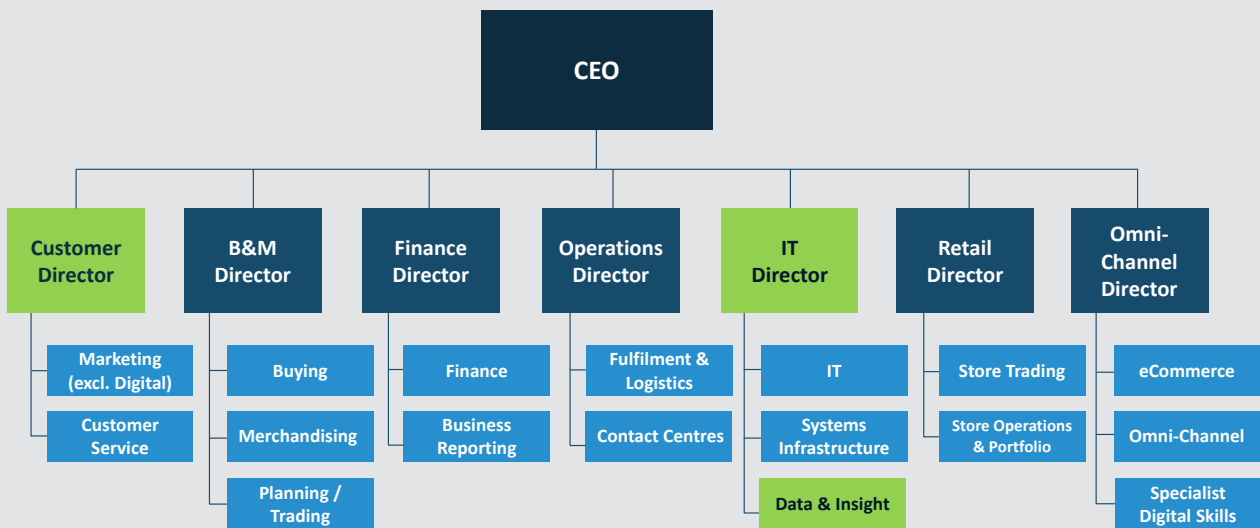 CEO
Customer
Director
B&M
Director
Finance
Director
Operations
Director
IT
Director
Retail
Director
Omni-
Channel
Director
Marketing
(excl. Digital)
Customer
Service
Buying
Merchandising
Planning /
Trading
Finance
Business
Reporting
Fulfilment &
Logistics
Contact Centres
IT
Systems
Infrastructure
Data & Insight
Store Trading
Store Operations
& Portfolio
eCommerce
Omni-Channel
Specialist
Digital Skills